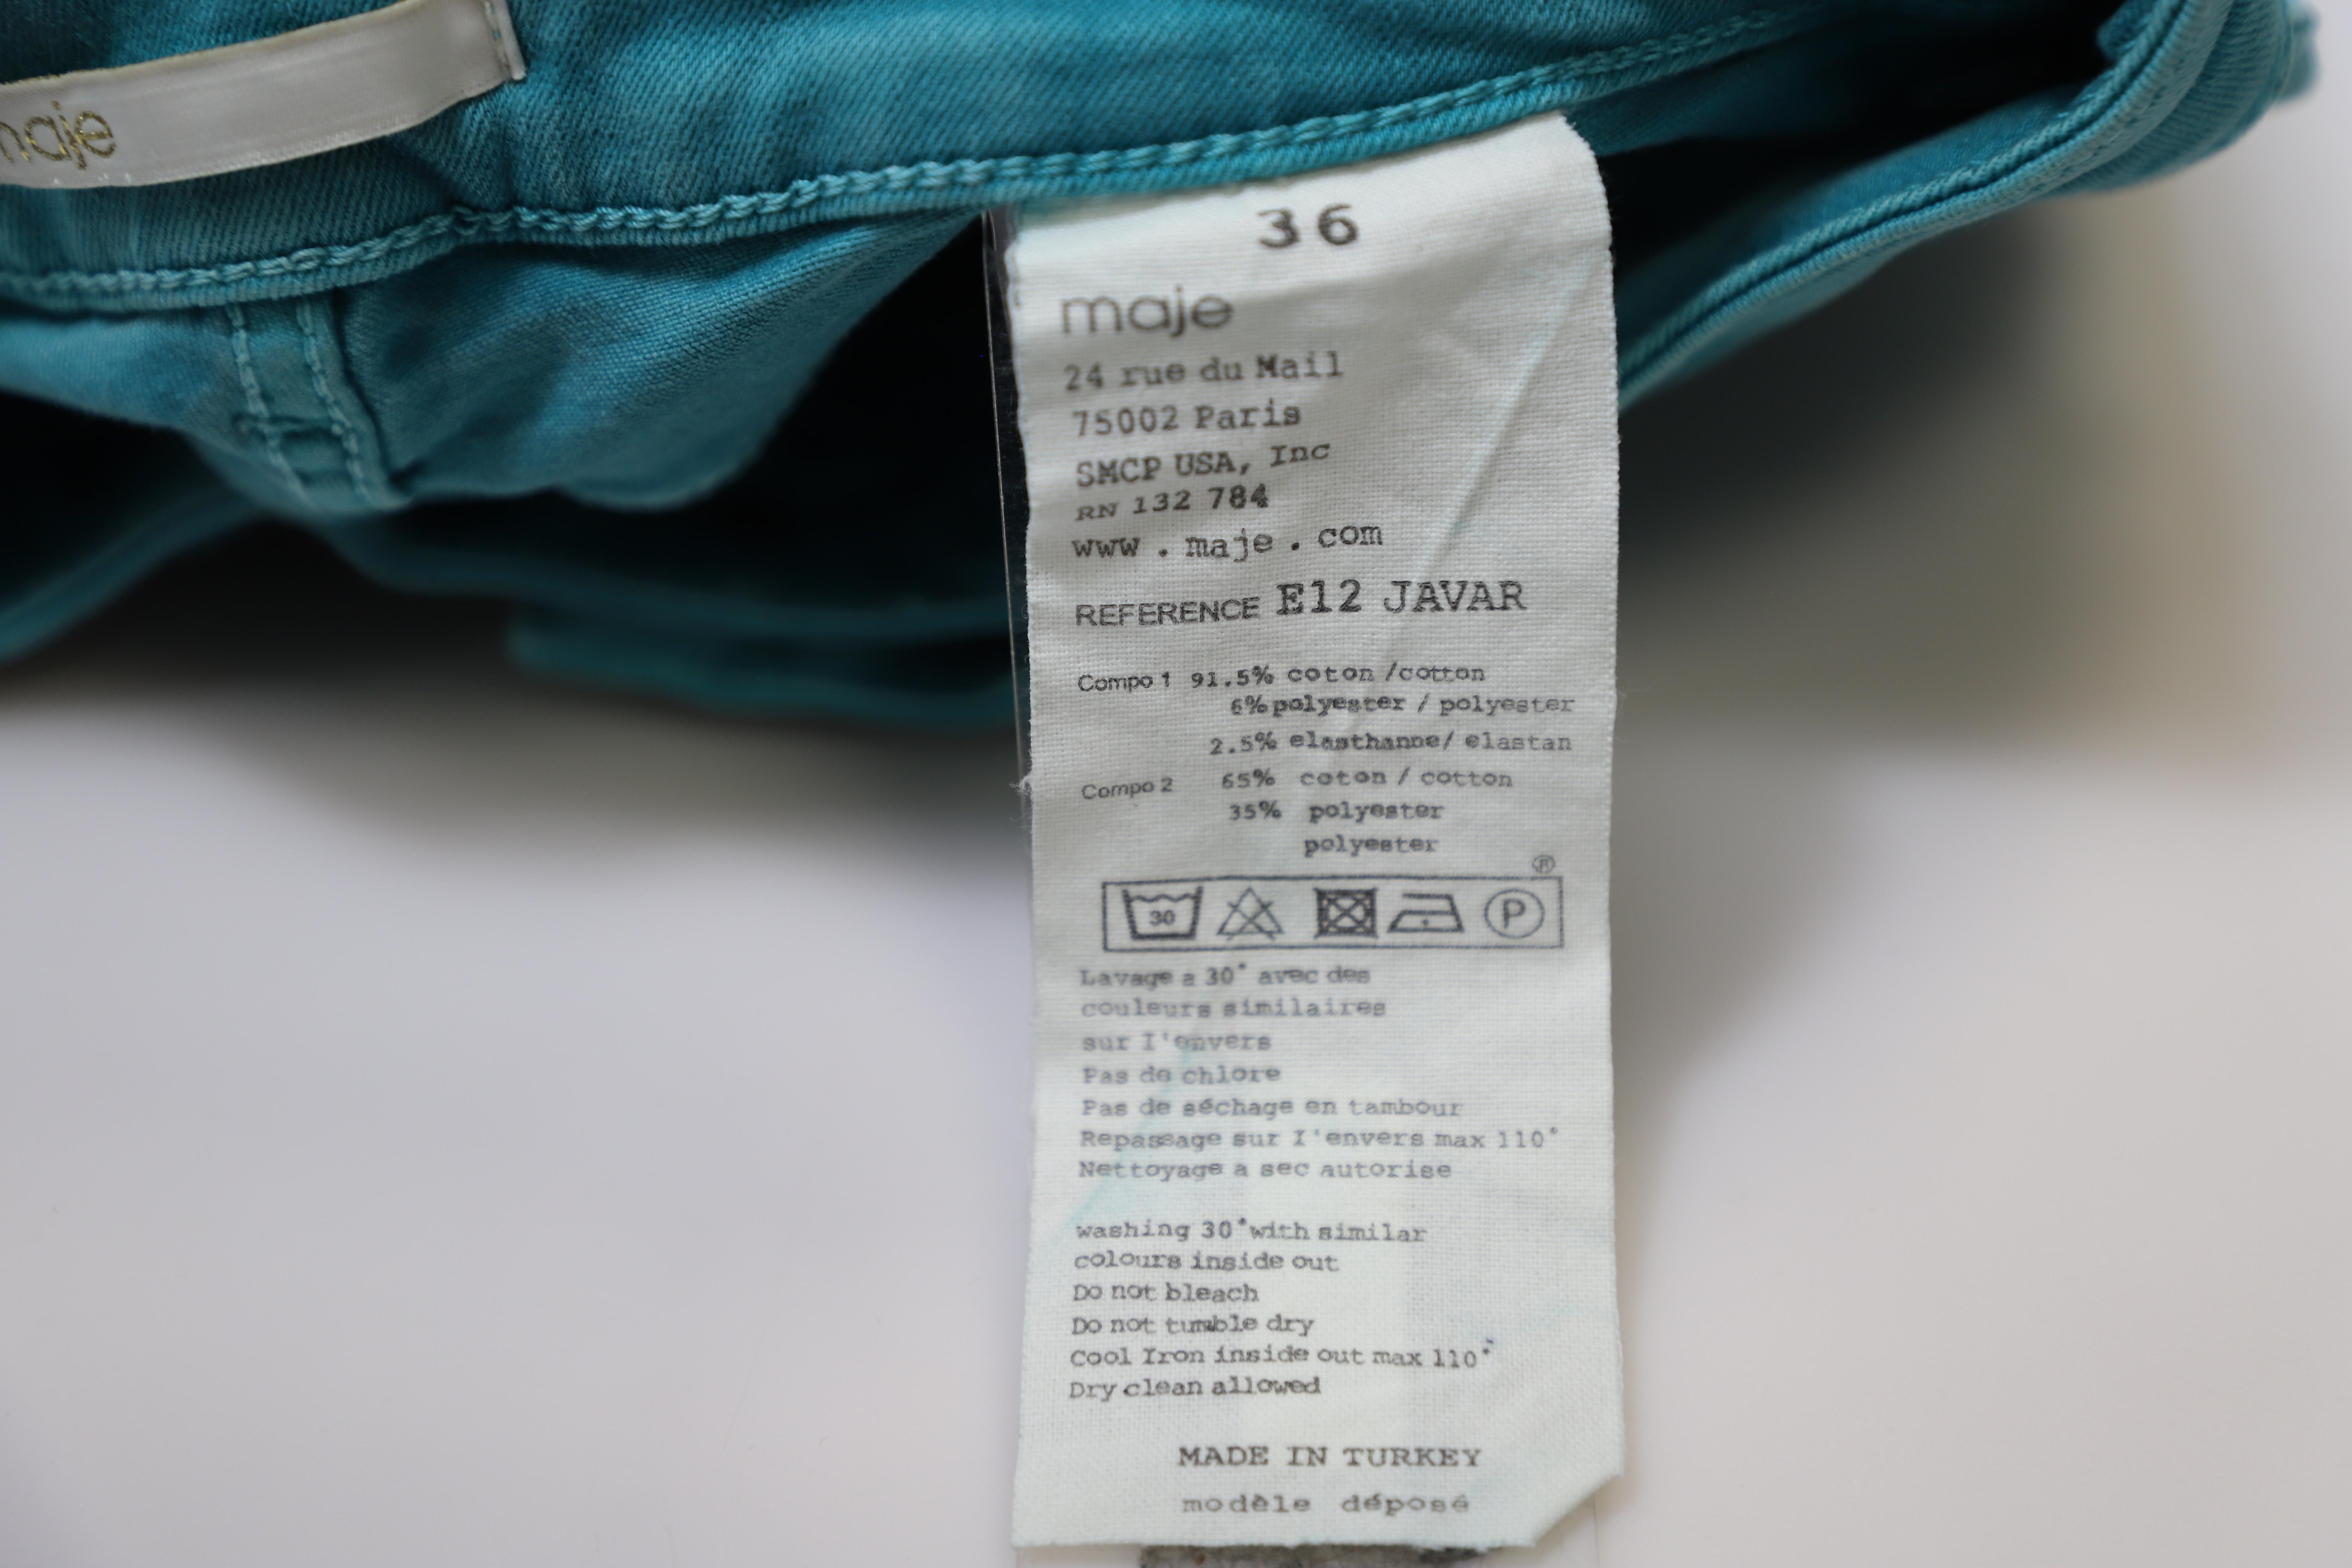 maje
36
maje
24 rue du Mail
75002 Paris
SMCP USA, Inc
RN 132 784
www . maje . com
REFERENCE E12 JAVAR
Compo 1 91.5% coton /cotton
6% polyester / polyester
2.5% elasthanne/ elastan
Compo 2 65% coton / cotton
35% polyester
polyester
®
30 P
Lavage a 30° avec des
couleurs similaires
sur I'envers
Pas de chlore
Pas de séchage en tambour
Repassage sur I'envers max 110°
Nettoyage a sec autorise
washing 30°with similar
colours inside out
Do not bleach
Do not tumble dry
Cool Iron inside out max 110°
Dry clean allowed
MADE IN TURKEY
modèle déposé